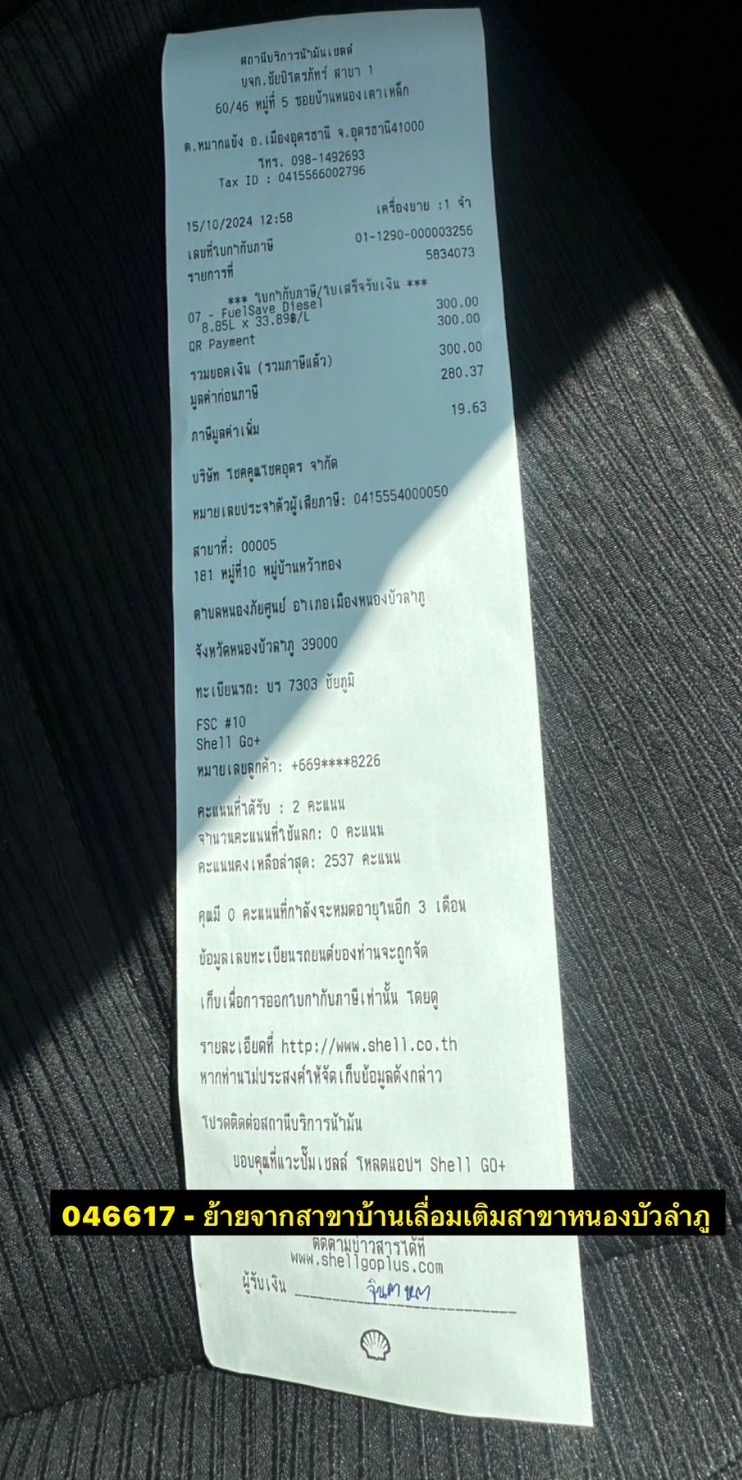 สถานีบริการน้ำมันเชลล์
บจก.ชัยปิโตรภัทร์ สาขา 1
60/46 หมู่ที่ 5 ซอยบ้านหนองเตาเหล็ก
ต.หมากแข้ง อ.เมืองอุดรธานี จ.อุดรธานี41000
โทร. 098-1492693
Tax ID : 0415566002796
15/10/2024 12:58 เครื่องขาย :1 จำ
เลขที่ใบกำกับภาษี 01-1290-000003256
รายการที่ 5834073
*** ใบกำกับภาษี/ใบเสร็จรับเงิน ***
07 - FuelSave Diesel 300.00
8.85L x 33.89฿/L
QR Payment 300.00
รวมยอดเงิน (รวมภาษีแล้ว) 300.00
มูลค่าก่อนภาษี 280.37
ภาษีมูลค่าเพิ่ม 19.63
บริษัท โชคคูณโชคอุดร จำกัด
หมายเลขประจำตัวผู้เสียภาษี: 0415554000050
สาขาที่: 00005
181 หมู่ที่10 หมู่บ้านหว้าทอง
ตำบลหนองภัยศูนย์ อำเภอเมืองหนองบัวลำภู
จังหวัดหนองบัวลำภู 39000
ทะเบียนรถ: บร 7303 ชัยภูมิ
FSC #10
Shell Go+
หมายเลขลูกค้า: +669****8226
คะแนนที่ได้รับ : 2 คะแนน
จำนวนคะแนนที่ใช้แลก: 0 คะแนน
คะแนนคงเหลือล่าสุด: 2537 คะแนน
คุณมี 0 คะแนนที่กำลังจะหมดอายุในอีก 3 เดือน
ข้อมูลเลขทะเบียนรถยนต์ของท่านจะถูกจัด
เก็บเพื่อการออกใบกำกับภาษีเท่านั้น โดยดู
รายละเอียดที่ http://www.shell.co.th
หากท่านไม่ประสงค์ให้จัดเก็บข้อมูลดังกล่าว
โปรดติดต่อสถานีบริการน้ำมัน
ขอบคุณที่แวะปั๊มเชลล์ โหลดแอปฯ Shell GO+
046617 - ย้ายจากสาขาบ้านเลื่อมเติมสาขาหนองบัวลำภู
ติดตามข่าวสารได้ที่
www.shellgoplus.com
ผู้รับเงิน จินตาหรา